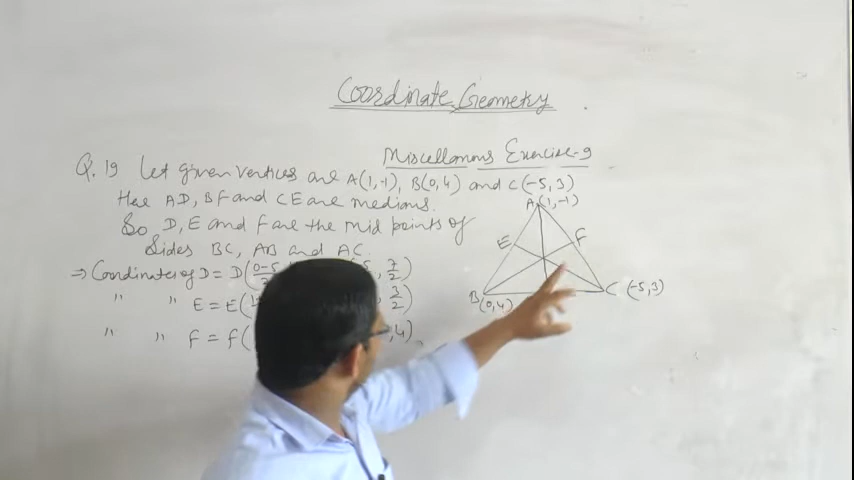 Coordinate Geometry
Miscellanous Exercise-9
Q. 19 Let given vertices are A(1,-1), B(0,4) and C(-5,3)
Here AD, BF and CE are medians.
So D, E and F are the mid points of
Sides BC, AB and AC.
⇒ Coordinates of D = D(0-5 , 7/2)
" " E = E( , 3/2)
" " F = F( ,4)
A(1,-1)
E F
B(0,4) C (-5,3)